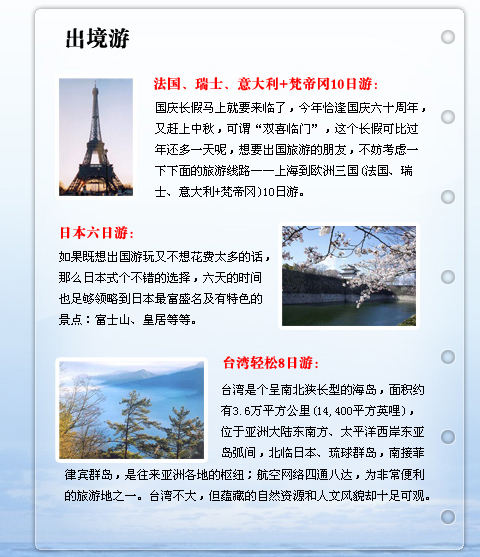 出境游
法国、瑞士、意大利+梵帝冈10日游：
国庆长假马上就要来临了，今年恰逢国庆六十周年，
又赶上中秋，可谓“双喜临门”，这个长假可比过
年还多一天呢，想要出国旅游的朋友，不妨考虑一
下下面的旅游线路——上海到欧洲三国(法国、瑞
士、意大利+梵帝冈)10日游。
日本六日游：
如果既想出国游玩又不想花费太多的话，
那么日本式个不错的选择，六天的时间
也足够领略到日本最富盛名及有特色的
景点：富士山、皇居等等。
台湾轻松8日游：
台湾是个呈南北狭长型的海岛，面积约
有3.6万平方公里(14,400平方英哩)，
位于亚洲大陆东南方、太平洋西岸东亚
岛弧间，北临日本、琉球群岛，南接菲
律宾群岛，是往来亚洲各地的枢纽；航空网络四通八达，为非常便利
的旅游地之一。台湾不大，但蕴藏的自然资源和人文风貌却十足可观。